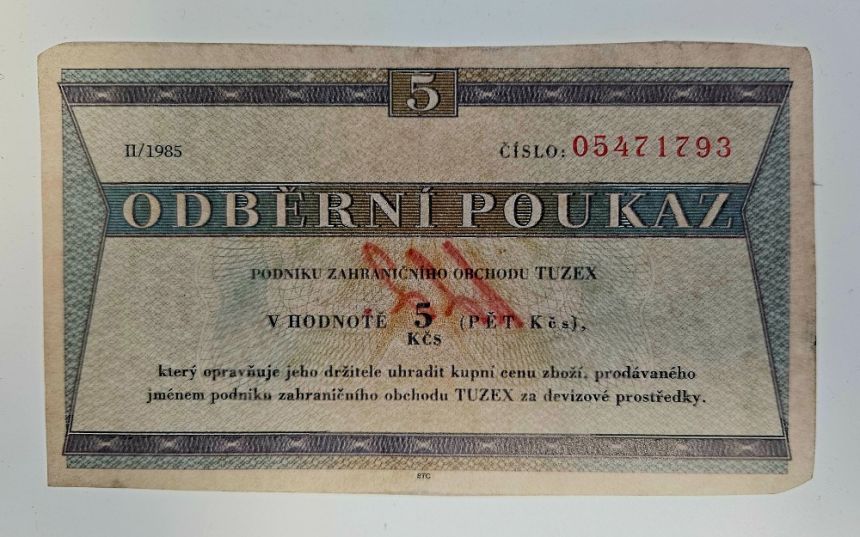 5
II/1985 ČÍSLO: 05471793
ODBĚRNÍ POUKAZ
PODNIKU ZAHRANIČNÍHO OBCHODU TUZEX
V HODNOTĚ 5 (PĚT Kčs),
KČS
který opravňuje jeho držitele uhradit kupní cenu zboží, prodávaného
jménem podniku zahraničního obchodu TUZEX za devizové prostředky.
STC